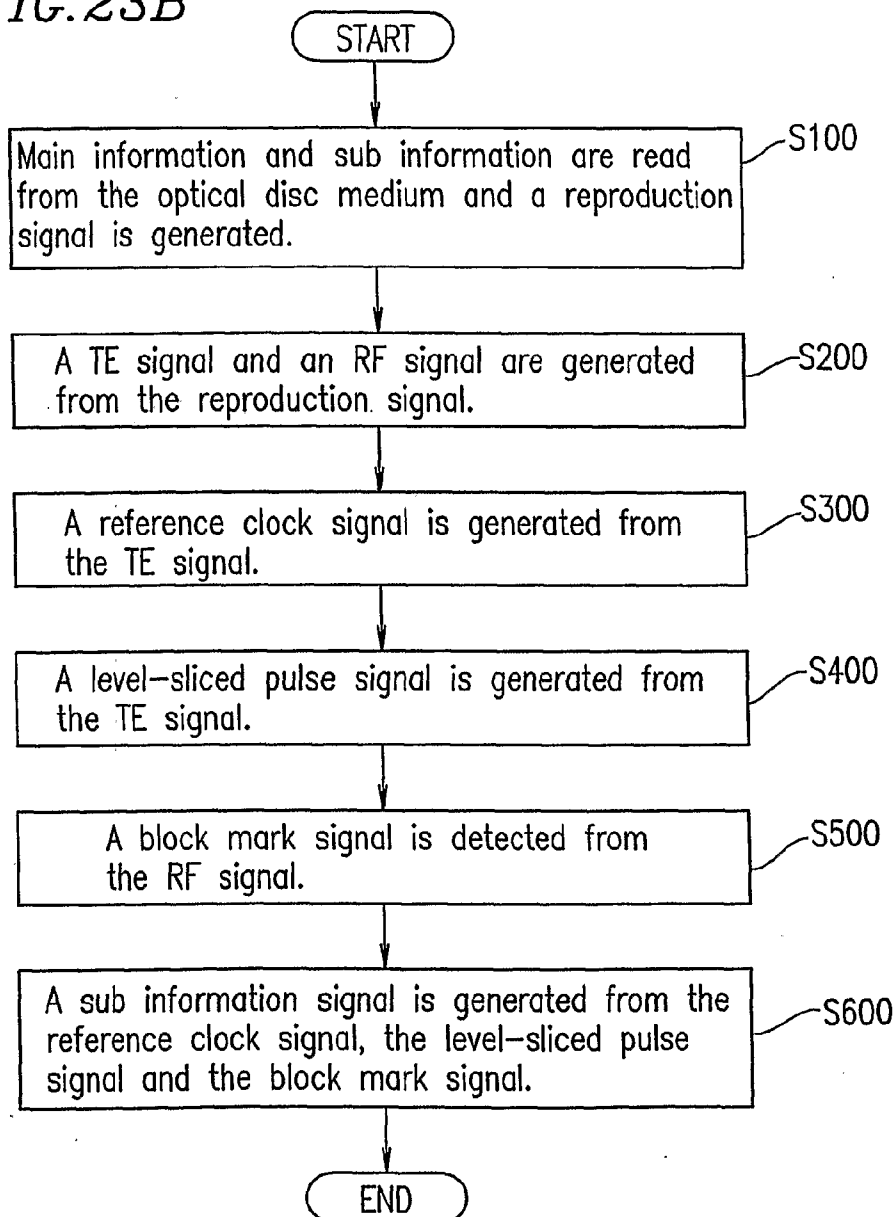 IG. 23B
START
Main information and sub information are read
from the optical disc medium and a reproduction
signal is generated.
S100
A TE signal and an RF signal are generated
from the reproduction signal.
S200
A reference clock signal is generated from
the TE signal.
S300
A level-sliced pulse signal is generated from
the TE signal.
S400
A block mark signal is detected from
the RF signal.
S500
A sub information signal is generated from the
reference clock signal, the level-sliced pulse
signal and the block mark signal.
S600
END